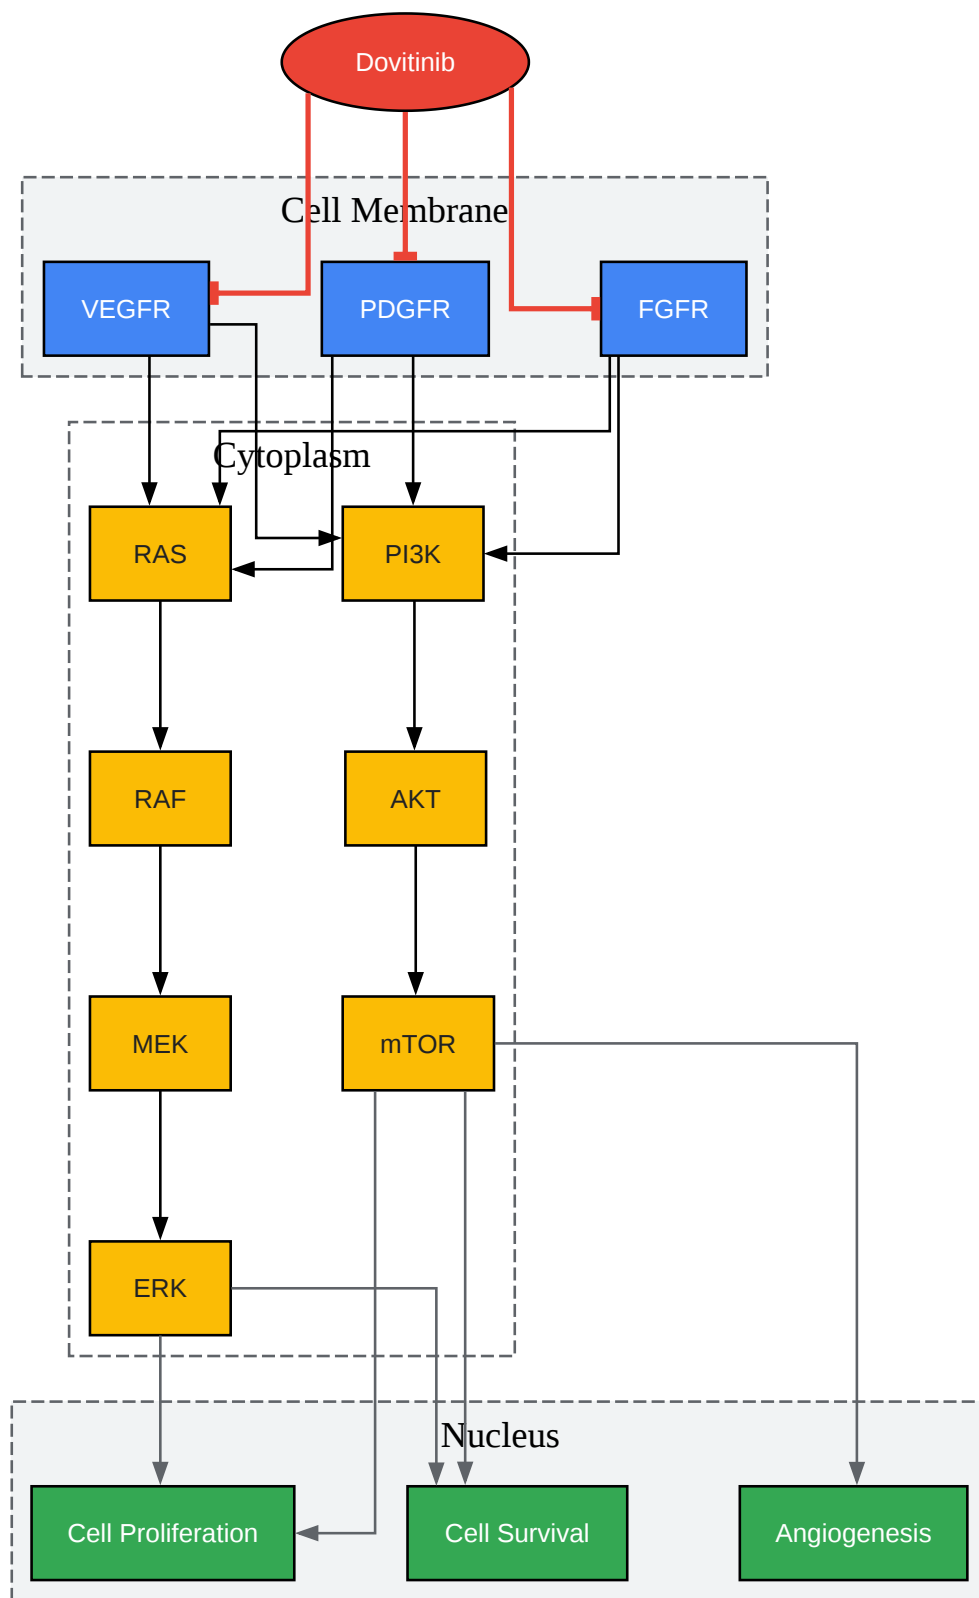 Dovitinib
Cell Membrane
VEGFR
PDGFR
FGFR
Cytoplasm
RAS
PI3K
RAF
AKT
MEK
mTOR
ERK
Nucleus
Cell Proliferation
Cell Survival
Angiogenesis